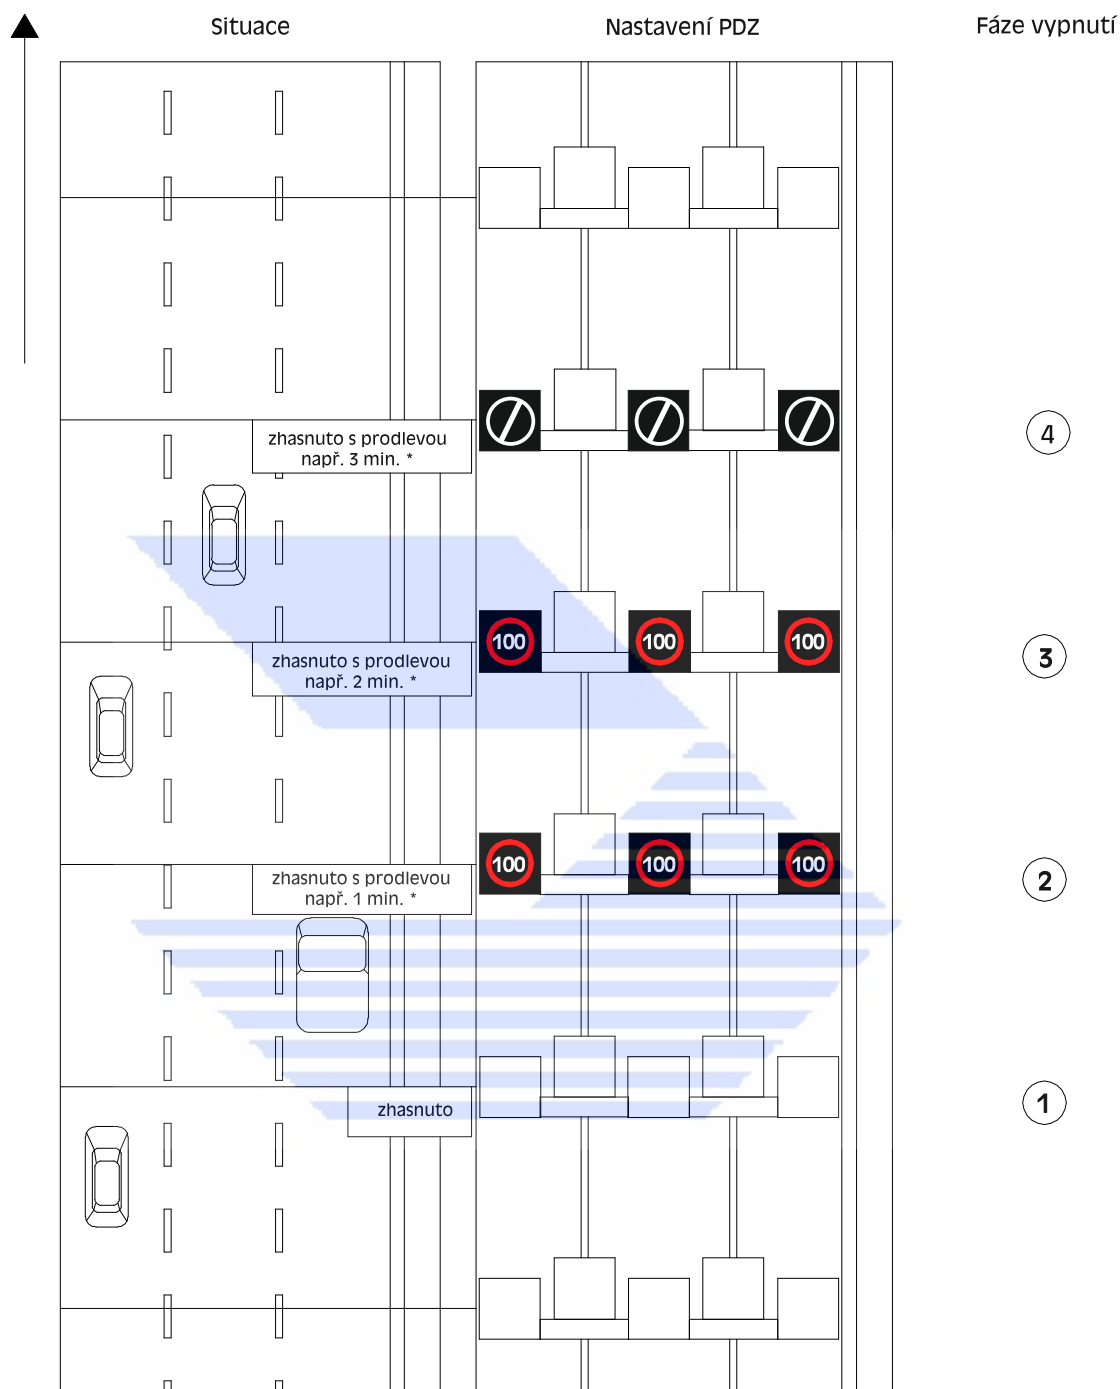 Situace
Nastavení PDZ
Fáze vypnutí
zhasnuto s prodlevou
např. 3 min. *
4
zhasnuto s prodlevou
např. 2 min. *
100
100
100
3
zhasnuto s prodlevou
např. 1 min. *
100
100
100
2
zhasnuto
1